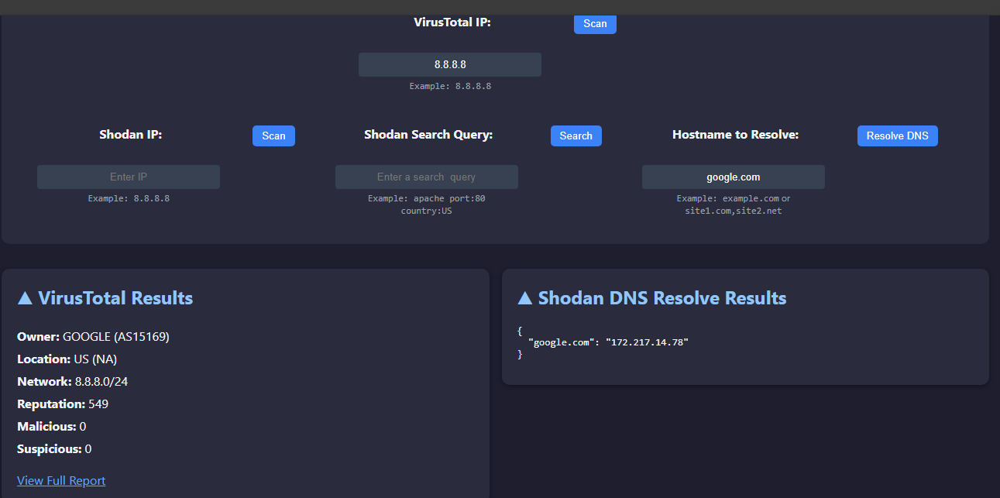 VirusTotal IP:
Scan
8.8.8.8
Example: 8.8.8.8
Shodan IP:
Scan
Enter IP
Example: 8.8.8.8
Shodan Search Query:
Search
Enter a search  query
Example: apache port:80
country:US
Hostname to Resolve:
Resolve DNS
google.com
Example: example.com or
site1.com,site2.net
▲ VirusTotal Results
Owner: GOOGLE (AS15169)
Location: US (NA)
Network: 8.8.8.0/24
Reputation: 549
Malicious: 0
Suspicious: 0
View Full Report
▲ Shodan DNS Resolve Results
{
  "google.com": "172.217.14.78"
}